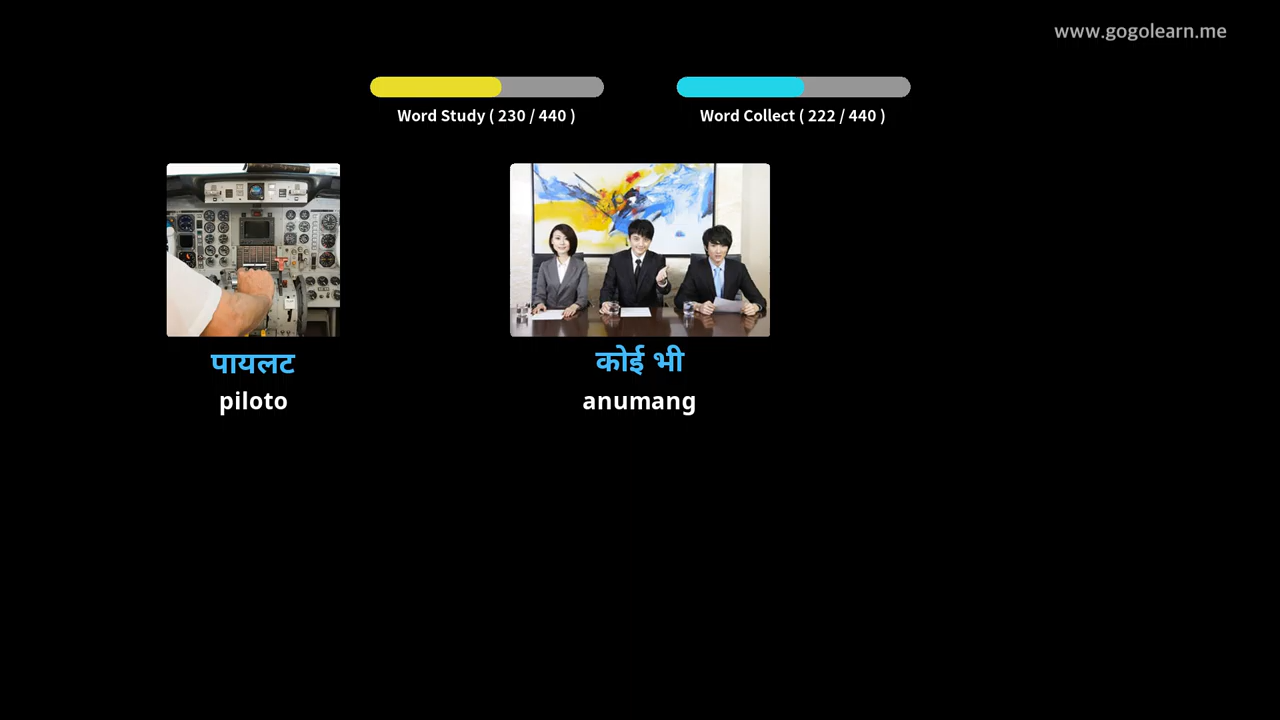 www.gogolearn.me
Word Study ( 230 / 440 )
Word Collect ( 222 / 440 )
पायलट
piloto
कोई भी
anumang